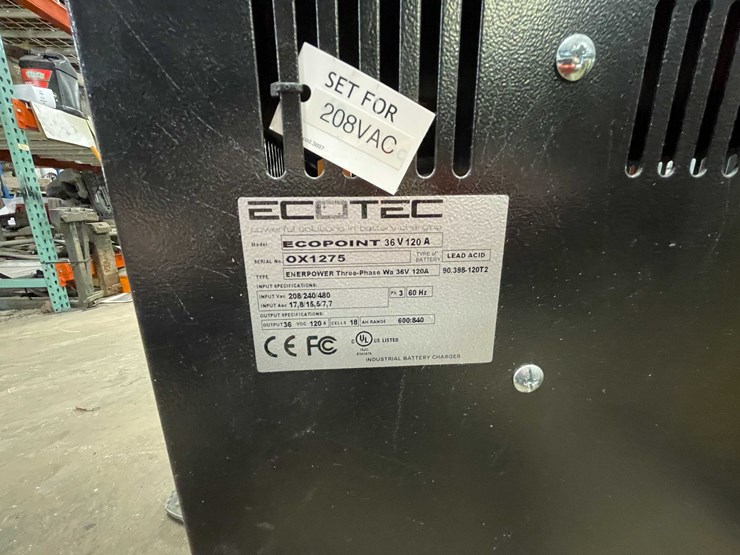 SET FOR
208VAC
ECOTEC
powerful solutions in battery charging
Model ECOPOINT 36 V 120 A
SERIAL No. OX1275 TYPE of BATTERY LEAD ACID
TYPE ENERPOWER Three-Phase Wa 36V 120A 90.388-120T2
INPUT SPECIFICATIONS:
INPUT Vac 208/240/480 Ph 3 60 Hz
INPUT Aac 17,8/15,5/7,7
OUTPUT SPECIFICATIONS:
OUTPUT 36 VDC 120 A CELLS 18 AH RANGE 600:840
CE FC C UL US LISTED
INDUSTRIAL BATTERY CHARGER